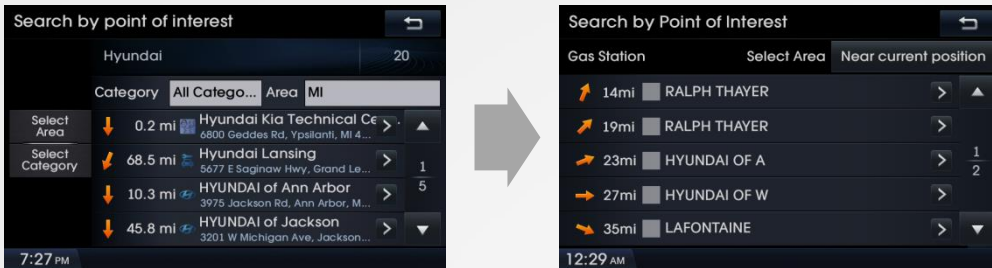 Search by point of interest
Hyundai 20
Category All Catego... Area MI
Select Area
Select Category
0.2 mi Hyundai Kia Technical Ce...
6800 Geddes Rd, Ypsilanti, MI 4...
68.5 mi Hyundai Lansing
5677 E Saginaw Hwy, Grand Le...
10.3 mi HYUNDAI of Ann Arbor
3975 Jackson Rd, Ann Arbor, M...
45.8 mi HYUNDAI of Jackson
3201 W Michigan Ave, Jackson...
1
5
7:27 PM
Search by Point of Interest
Gas Station Select Area Near current position
14mi RALPH THAYER
19mi RALPH THAYER
23mi HYUNDAI OF A
27mi HYUNDAI OF W
35mi LAFONTAINE
1
2
12:29 AM